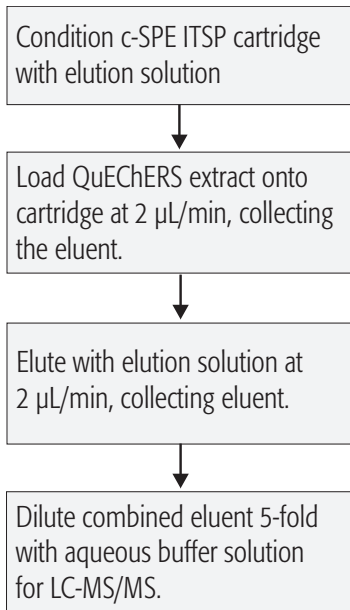 Condition c-SPE ITSP cartridge
with elution solution
Load QuEChERS extract onto
cartridge at 2 µL/min, collecting
the eluent.
Elute with elution solution at
2 µL/min, collecting eluent.
Dilute combined eluent 5-fold
with aqueous buffer solution
for LC-MS/MS.